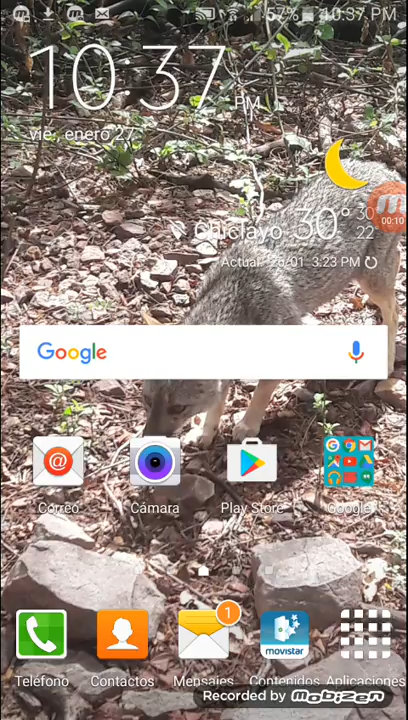 57% 10:37 PM
10:37 PM
vie., enero 27
Chiclayo 30° 30
22
Actual. 26/01 3:23 PM
00:10
Google
Correo Cámara Play Store Google
1
movistar
Teléfono Contactos Mensajes Contenidos Aplicaciones
Recorded by mobizen